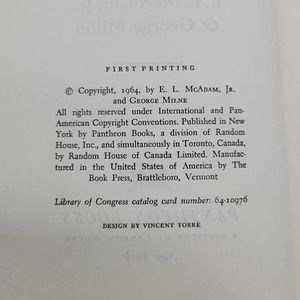 FIRST PRINTING
© Copyright, 1964, by E. L. McAdam, Jr.
and George Milne
All rights reserved under International and Pan-
American Copyright Conventions. Published in New
York by Pantheon Books, a division of Random
House, Inc., and simultaneously in Toronto, Canada,
by Random House of Canada Limited. Manufac-
tured in the United States of America by
The Book Press, Brattleboro, Vermont
Library of Congress catalog card number: 64-10976
DESIGN BY VINCENT TORRE